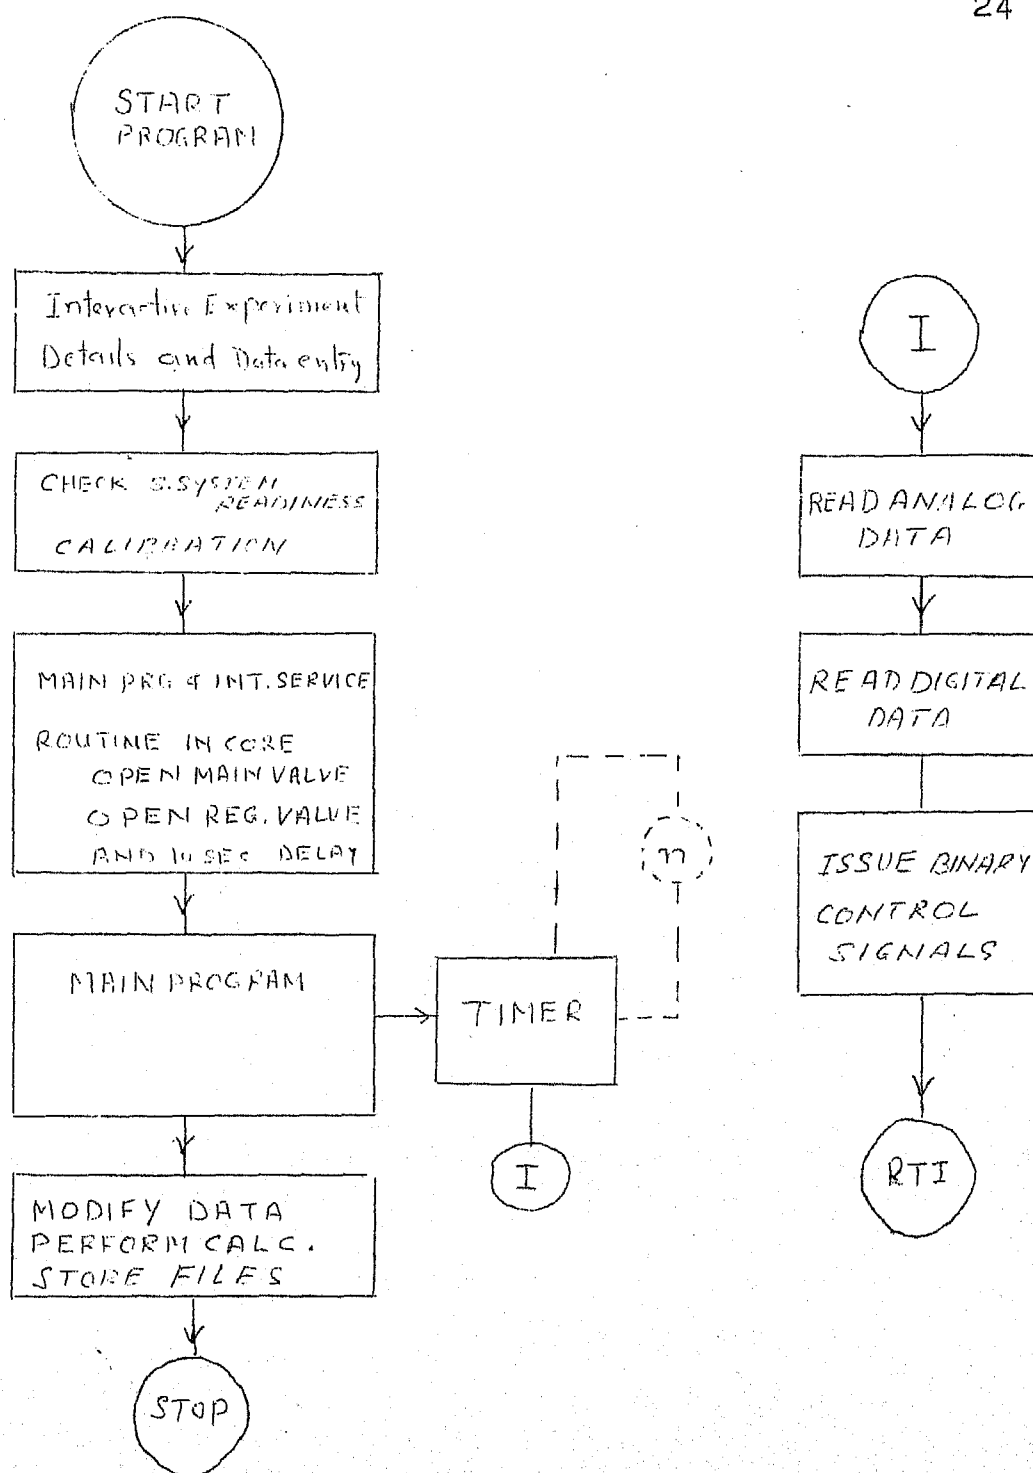 24
START
PROGRAM
Interactive Experiment
Details and Data entry
CHECK S.SYSTEM
READINESS
CALIBRATION
MAIN PRG & INT. SERVICE
ROUTINE IN CORE
OPEN MAIN VALVE
OPEN REG. VALVE
AND 10 SEC DELAY
MAIN PROGRAM
TIMER
n
I
MODIFY DATA
PERFORM CALC.
STORE FILES
STOP
I
READ ANALOG
DATA
READ DIGITAL
DATA
ISSUE BINARY
CONTROL
SIGNALS
RTI